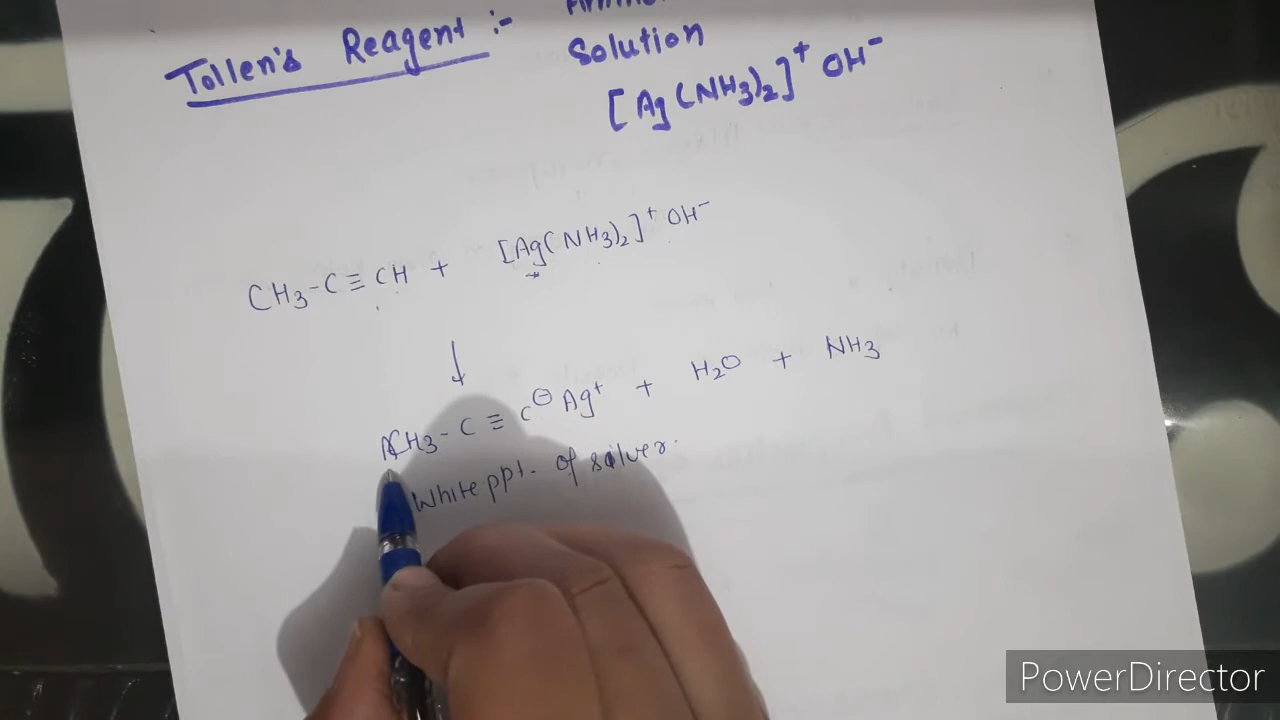 Tollen's Reagent :-
Solution
[Ag(NH3)2]+ OH-
CH3-C≡CH + [Ag(NH3)2]+ OH-
↓
CH3-C≡C⊖Ag+ + H2O + NH3
White ppt. of silver.
PowerDirector